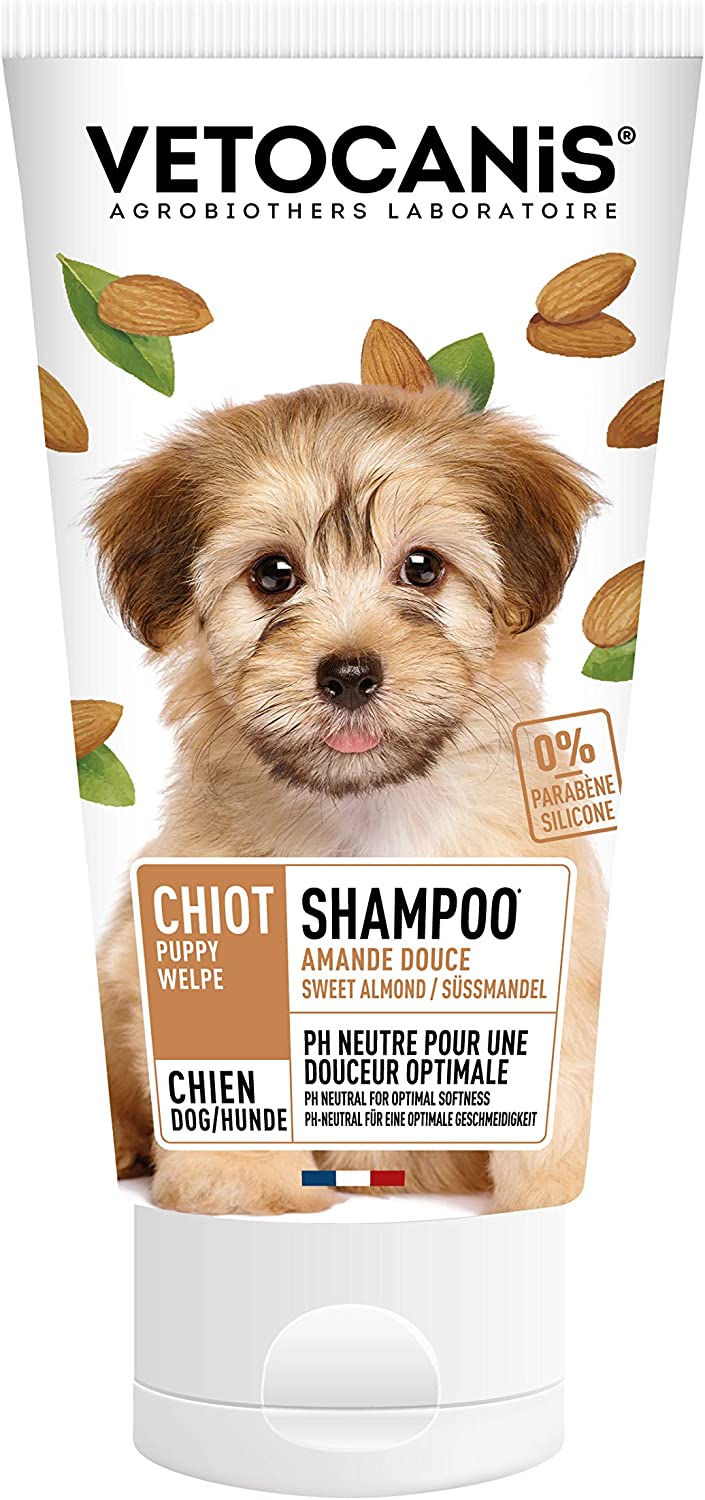 VETOCANiS®
AGROBIOTHERS LABORATOIRE
0%
PARABÈNE
SILICONE
CHIOT
PUPPY
WELPE
CHIEN
DOG/HUNDE
SHAMPOO*
AMANDE DOUCE
SWEET ALMOND / SÜSSMANDEL
PH NEUTRE POUR UNE
DOUCEUR OPTIMALE
PH NEUTRAL FOR OPTIMAL SOFTNESS
PH-NEUTRAL FÜR EINE OPTIMALE GESCHMEIDIGKEIT